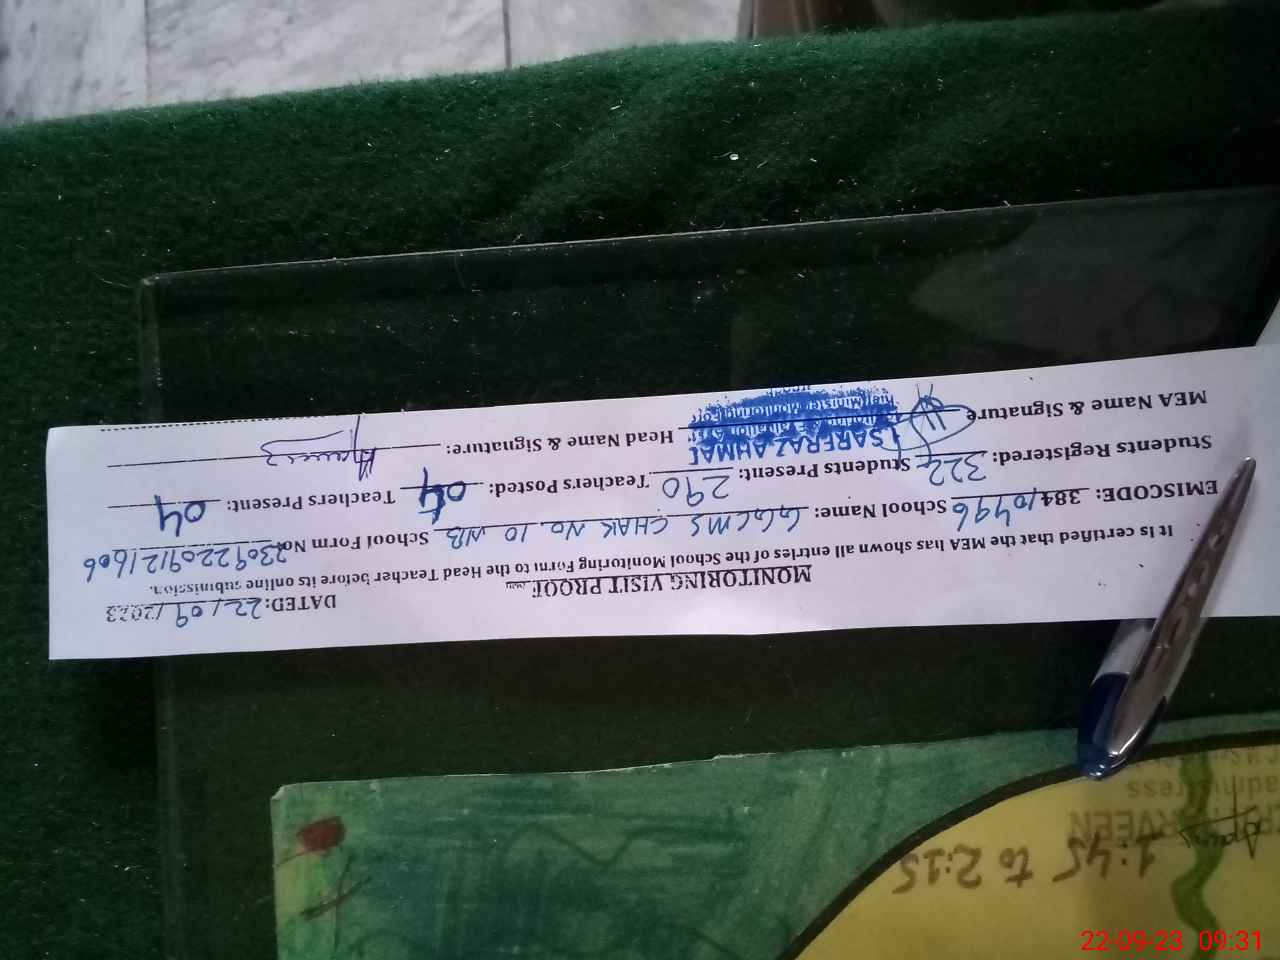 DATED: 22/09/2023
MONITORING VISIT PROOF
It is certified that the MEA has shown all entries of the School Monitoring Form to the Head Teacher before its online submission.
EMISCODE: 38410496 School Name: GGCMS CHAK No. 10 NB School Form No
Students Registered: 322 Students Present: 290 Teachers Posted: 04 Teachers Present: 04
MEA Name & Signature Head Name & Signature:
SARFRAZ AHMAD
1:45 to 2:15
22-09-23 09:31